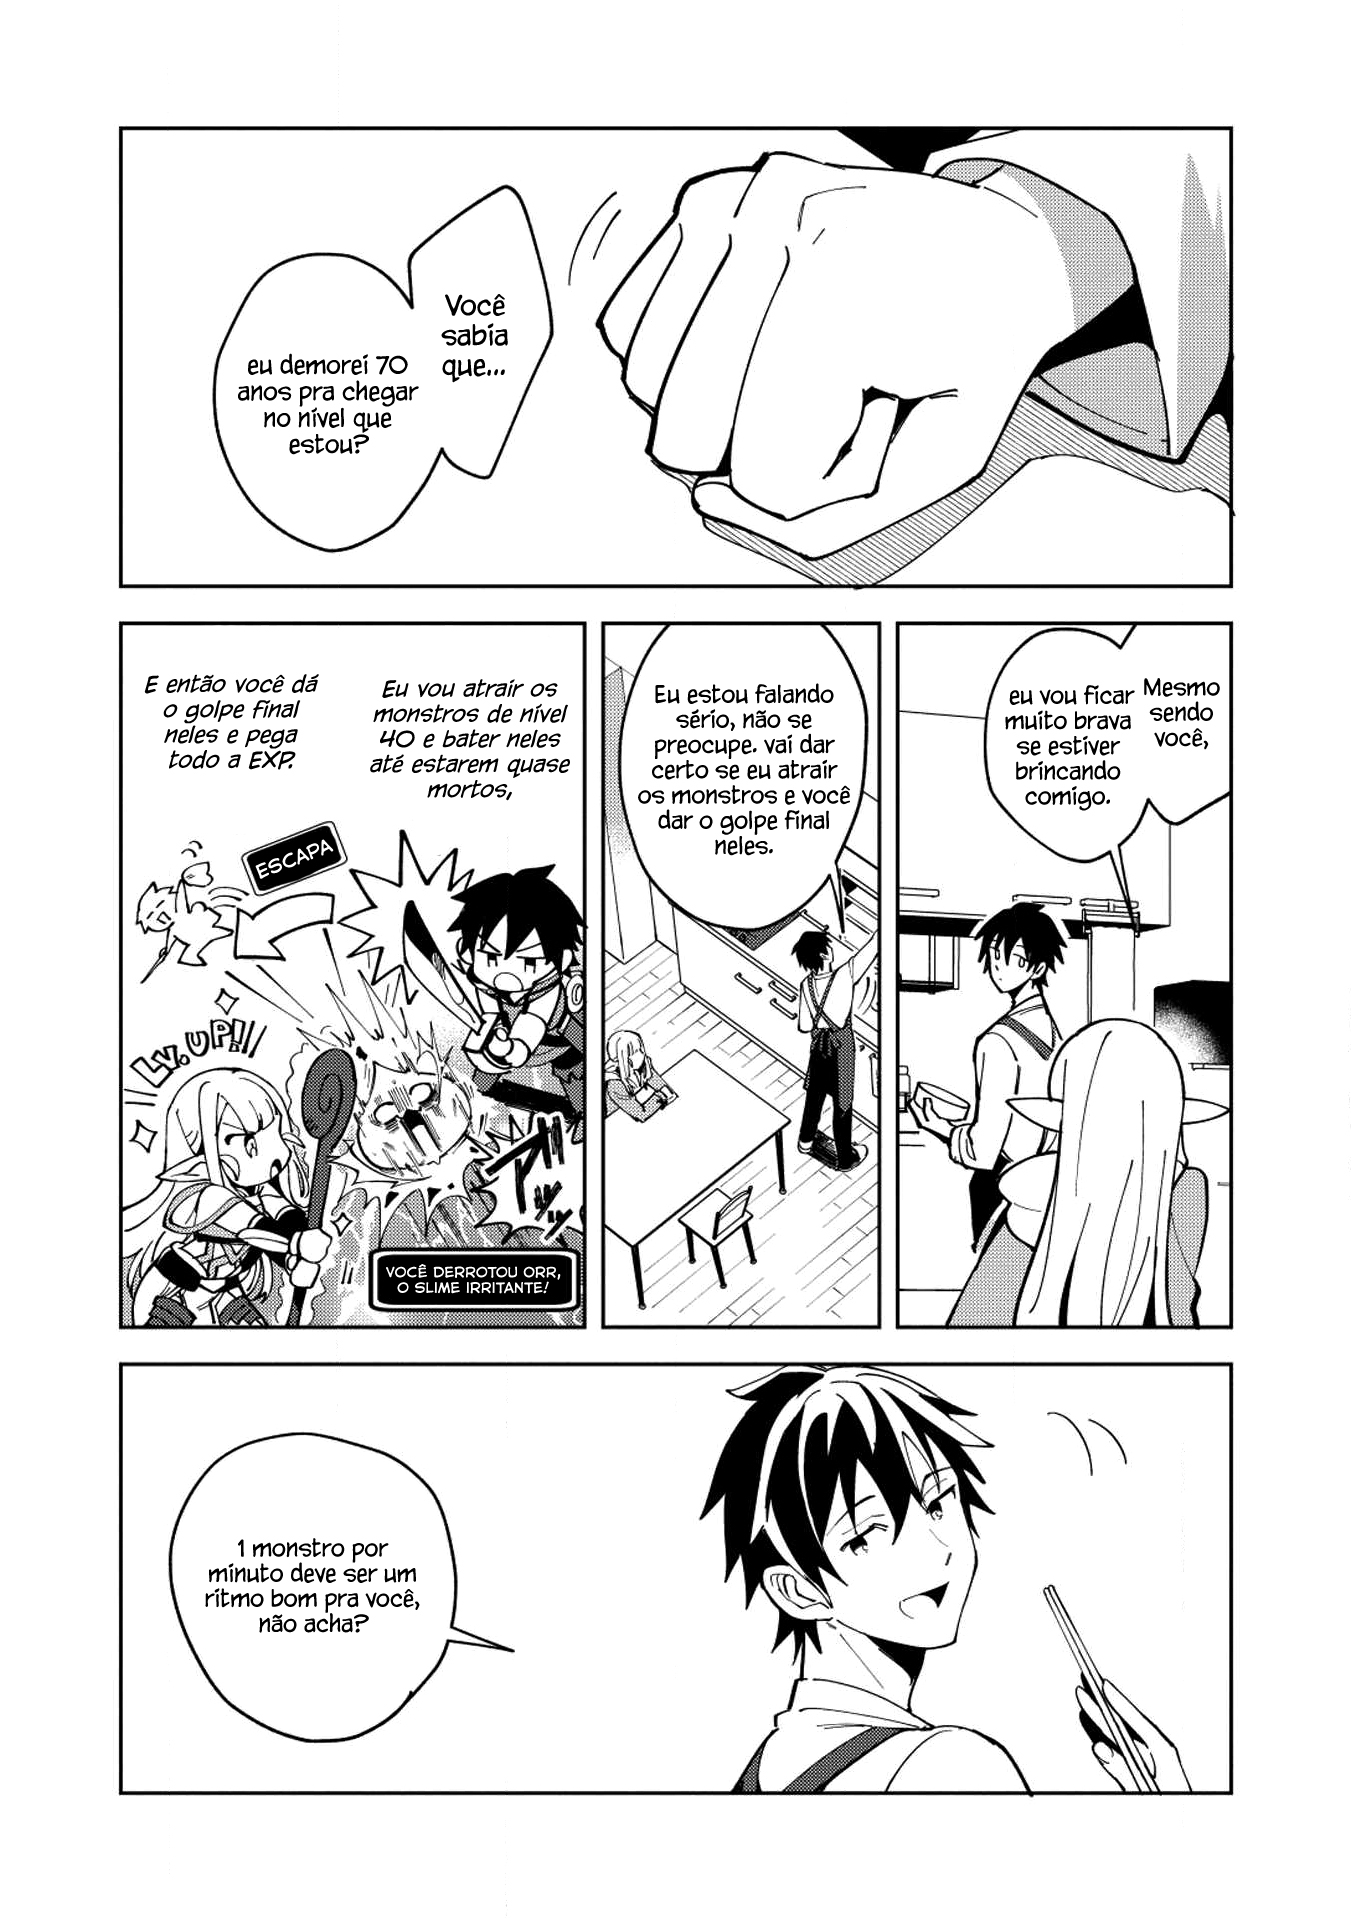 Você
sabia
que...
eu demorei 70
anos pra chegar
no nível que
estou?
Mesmo
sendo
você,
eu vou ficar
muito brava
se estiver
brincando
comigo.
Eu estou falando
sério, não se
preocupe. vai dar
certo se eu atrair
os monstros e você
dar o golpe final
neles.
Eu vou atrair os
monstros de nível
40 e bater neles
até estarem quase
mortos,
E então você dá
o golpe final
neles e pega
todo a EXP.
ESCAPA
Lv.UP!!
VOCÊ DERROTOU ORR,
O SLIME IRRITANTE!
1 monstro por
minuto deve ser um
ritmo bom pra você,
não acha?